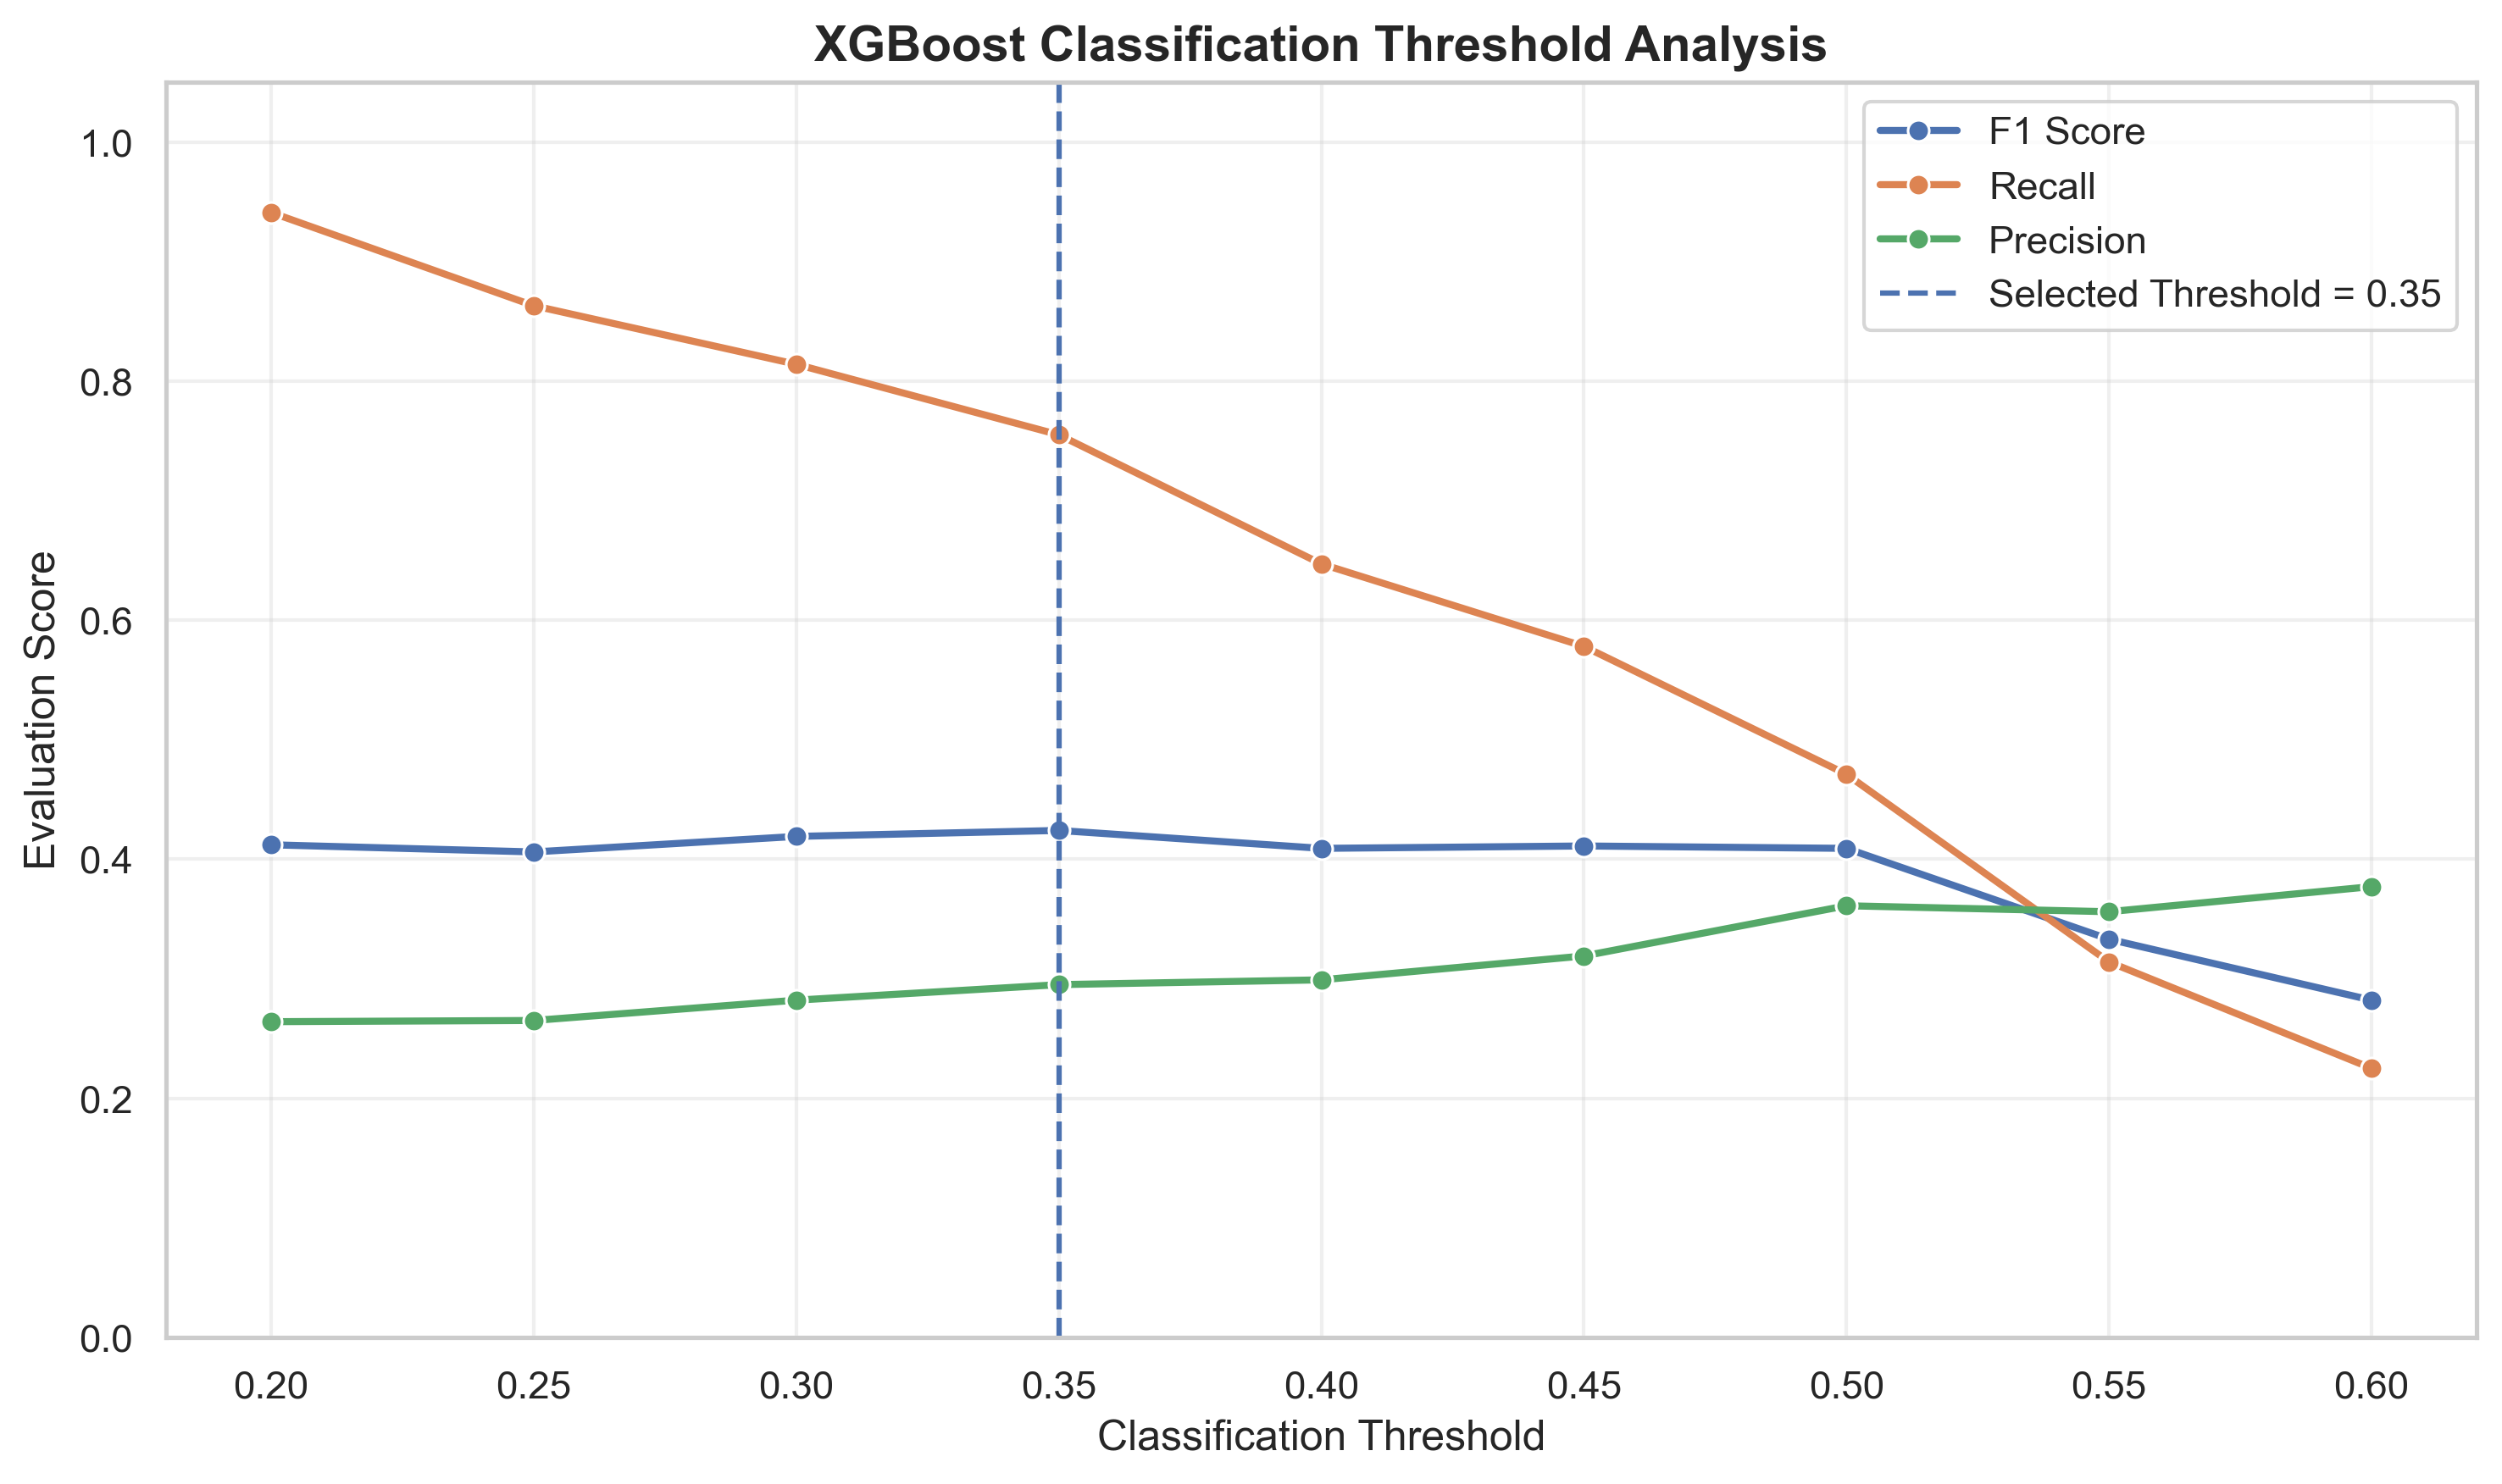 XGBoost Classification Threshold Analysis
F1 Score
Recall
Precision
Selected Threshold = 0.35
Evaluation Score
1.0
0.8
0.6
0.4
0.2
0.0
0.20 0.25 0.30 0.35 0.40 0.45 0.50 0.55 0.60
Classification Threshold